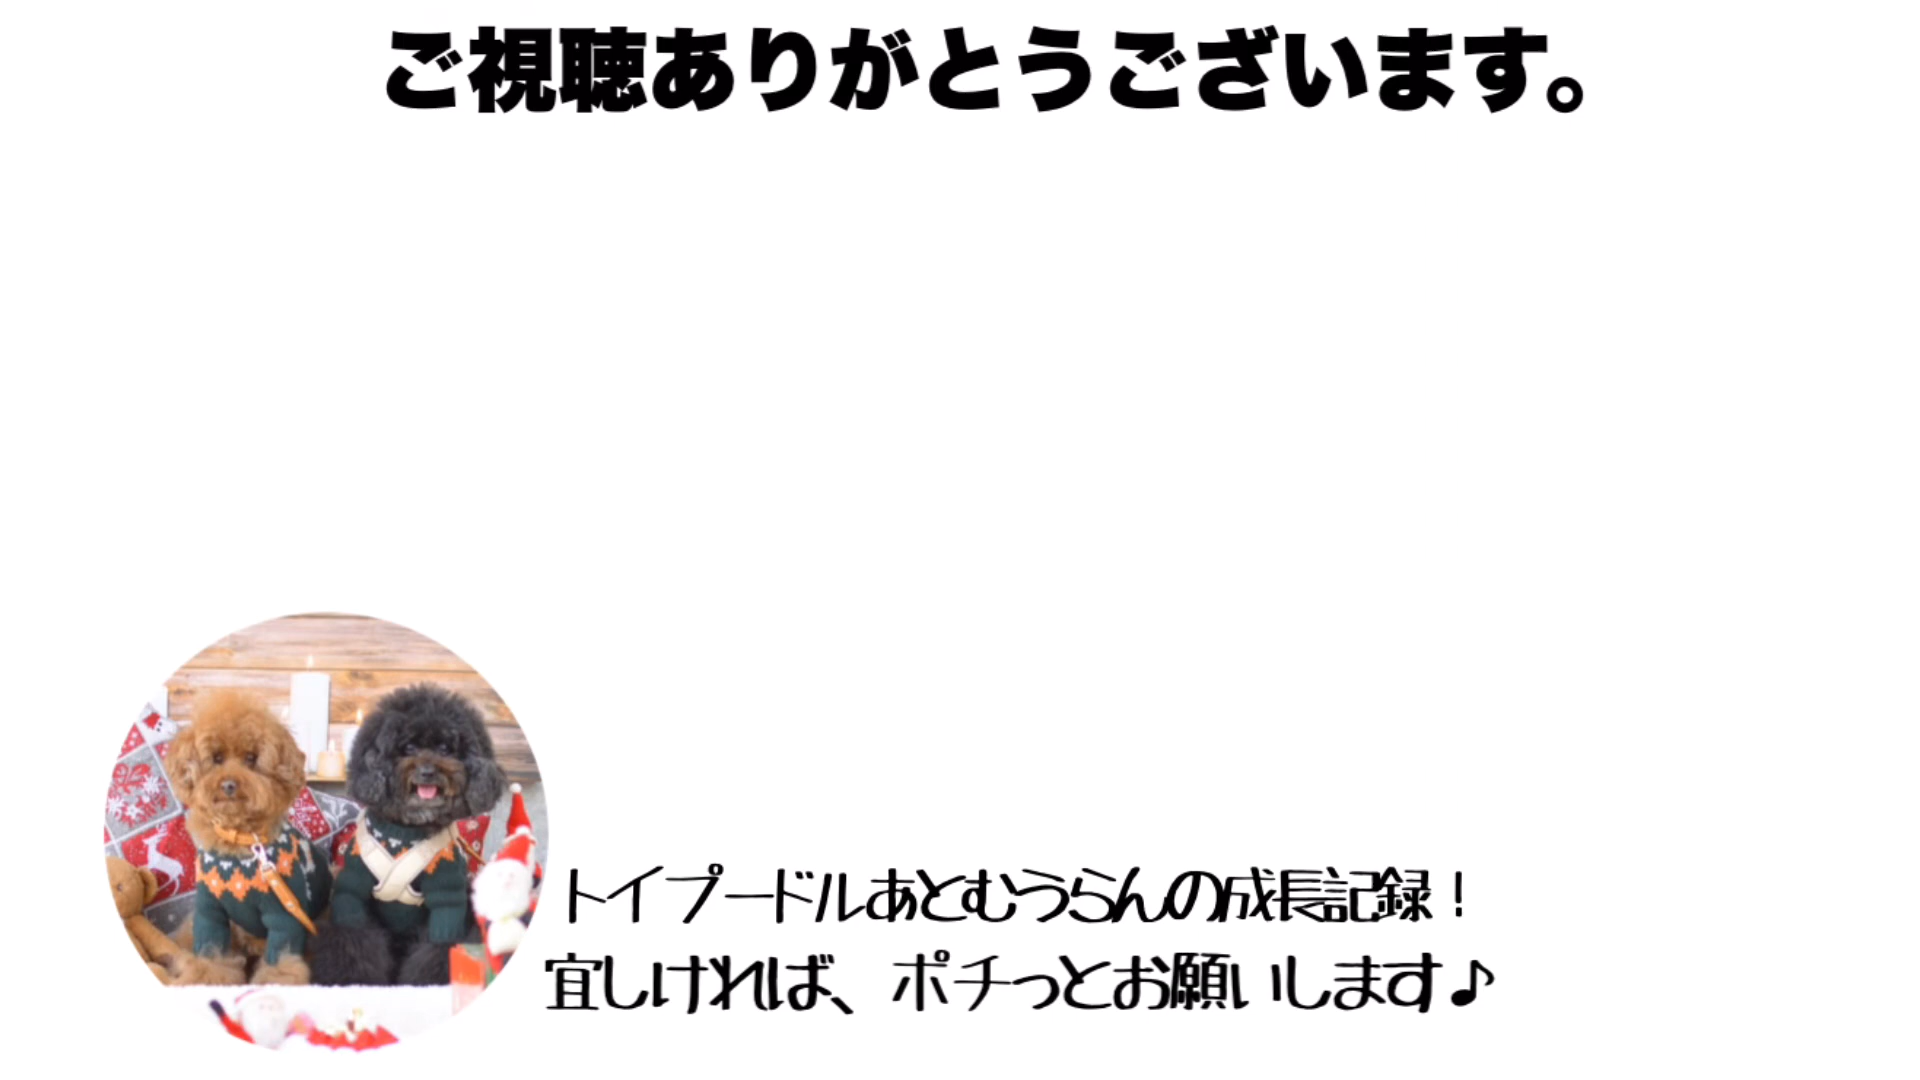 ご視聴ありがとうございます。
トイプードルあとむうらんの成長記録！
宜しければ、ポチっとお願いします♪